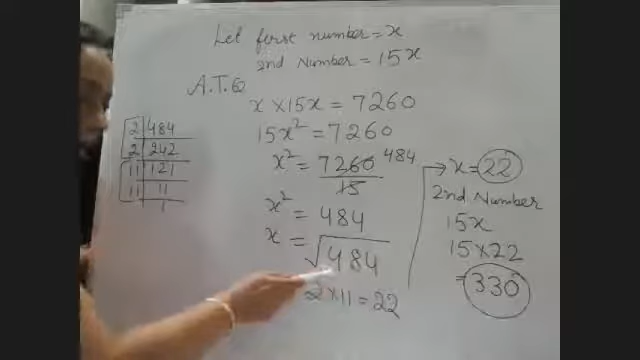 Let first number = x
2nd Number = 15x
A.T.Q
x × 15x = 7260
15x² = 7260
x² = 7260 484
15
x² = 484
x = √484
2 × 11 = 22
2 484
2 242
11 121
11 11
1
→ x = 22
2nd Number
15x
15 × 22
= 330